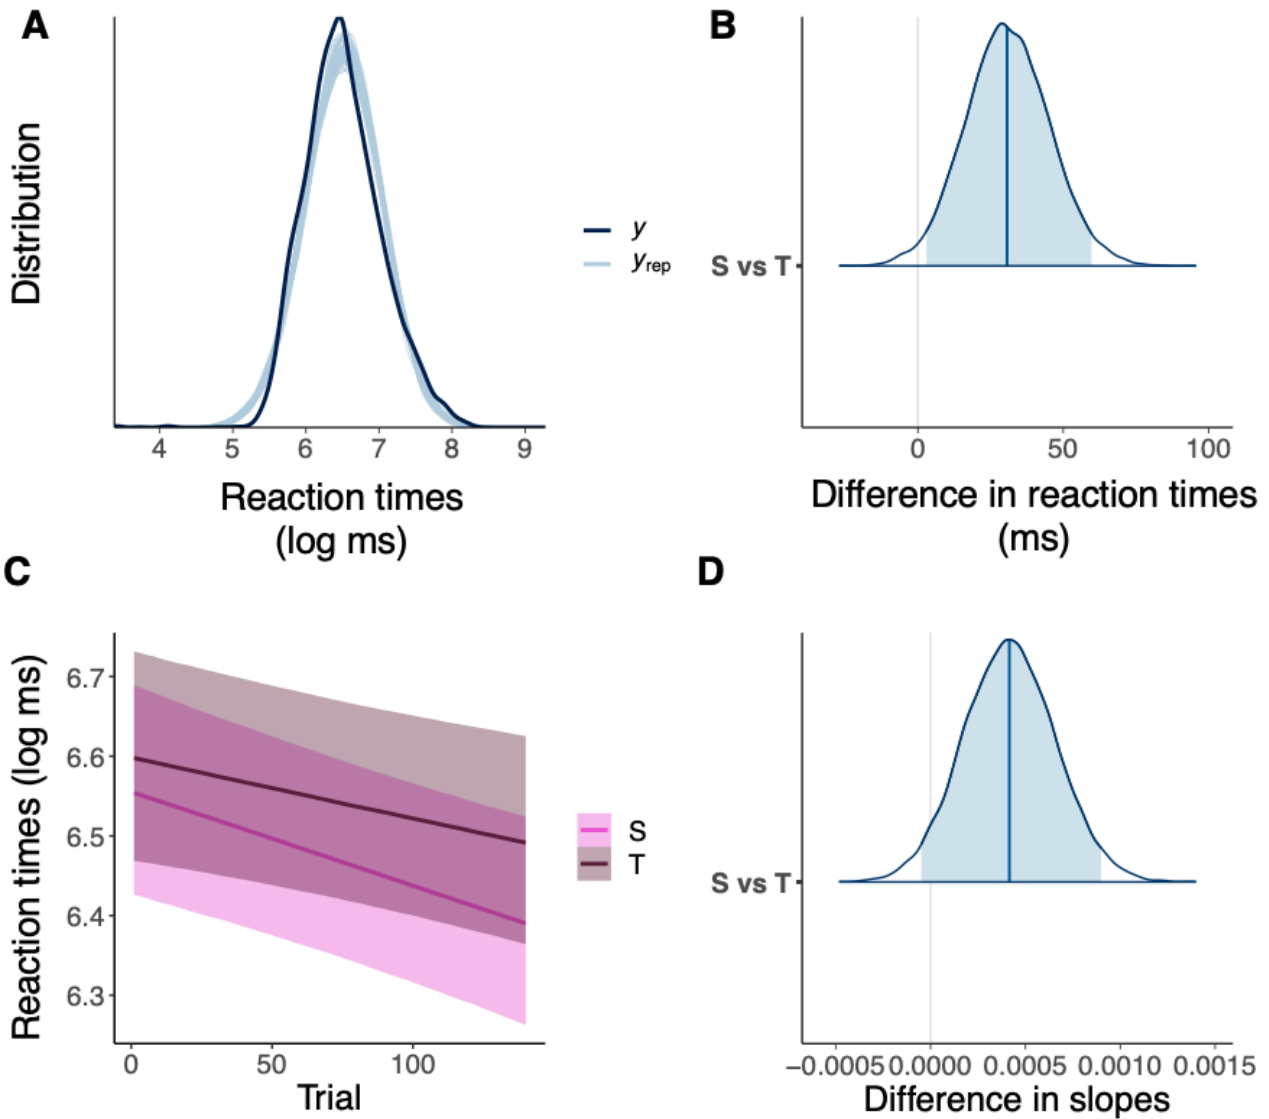 A
Distribution
4 5 6 7 8 9
Reaction times
(log ms)
y
yrep
B
S vs T
0 50 100
Difference in reaction times
(ms)
C
Reaction times (log ms)
6.7
6.6
6.5
6.4
6.3
0 50 100
Trial
S
T
D
S vs T
−0.0005 0.0000 0.0005 0.0010 0.0015
Difference in slopes